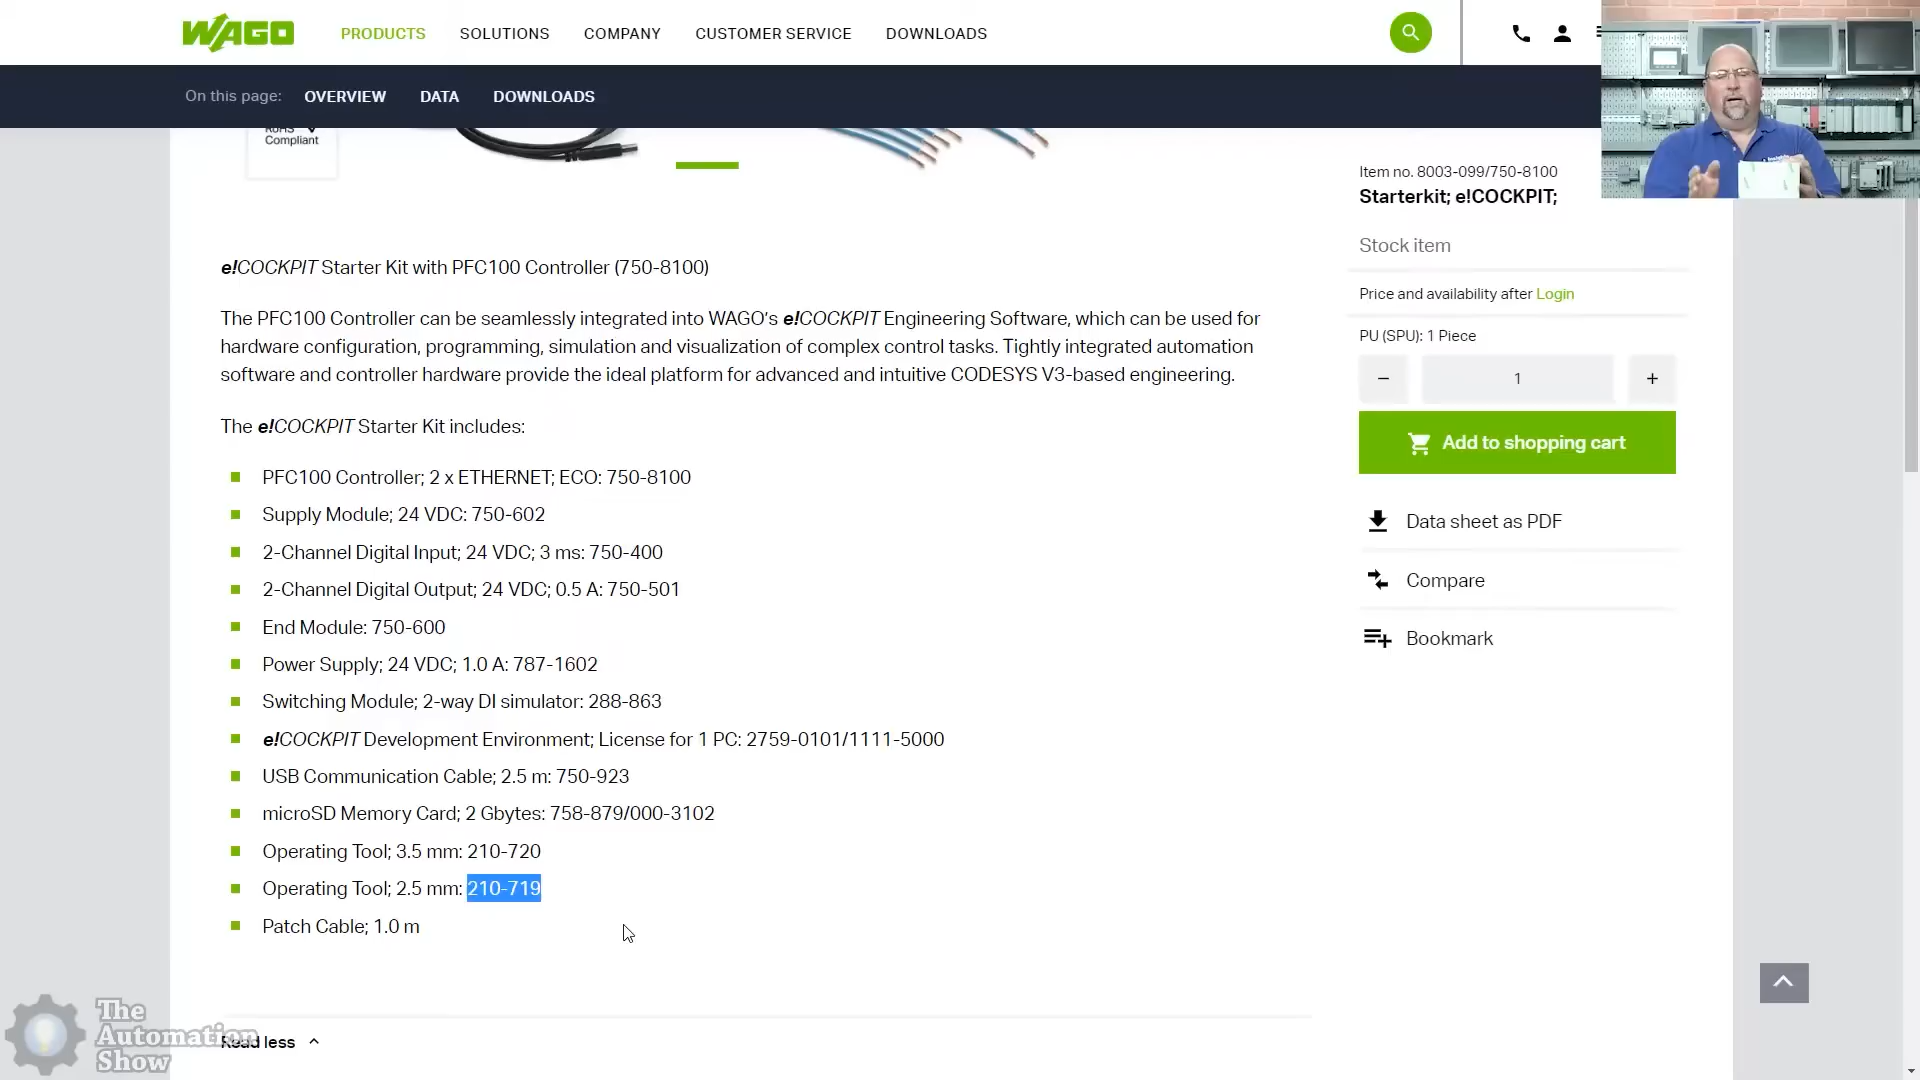 WAGO
PRODUCTS SOLUTIONS COMPANY CUSTOMER SERVICE DOWNLOADS
On this page: OVERVIEW DATA DOWNLOADS
RoHS
Compliant
Item no. 8003-099/750-8100
Starterkit; e!COCKPIT;
Stock item
Price and availability after Login
PU (SPU): 1 Piece
− 1 +
Add to shopping cart
Data sheet as PDF
Compare
Bookmark
e!COCKPIT Starter Kit with PFC100 Controller (750-8100)
The PFC100 Controller can be seamlessly integrated into WAGO’s e!COCKPIT Engineering Software, which can be used for
hardware configuration, programming, simulation and visualization of complex control tasks. Tightly integrated automation
software and controller hardware provide the ideal platform for advanced and intuitive CODESYS V3-based engineering.
The e!COCKPIT Starter Kit includes:
PFC100 Controller; 2 x ETHERNET; ECO: 750-8100
Supply Module; 24 VDC: 750-602
2-Channel Digital Input; 24 VDC; 3 ms: 750-400
2-Channel Digital Output; 24 VDC; 0.5 A: 750-501
End Module: 750-600
Power Supply; 24 VDC; 1.0 A: 787-1602
Switching Module; 2-way DI simulator: 288-863
e!COCKPIT Development Environment; License for 1 PC: 2759-0101/1111-5000
USB Communication Cable; 2.5 m: 750-923
microSD Memory Card; 2 Gbytes: 758-879/000-3102
Operating Tool; 3.5 mm: 210-720
Operating Tool; 2.5 mm: 210-719
Patch Cable; 1.0 m
Read less
The
Automation
Show